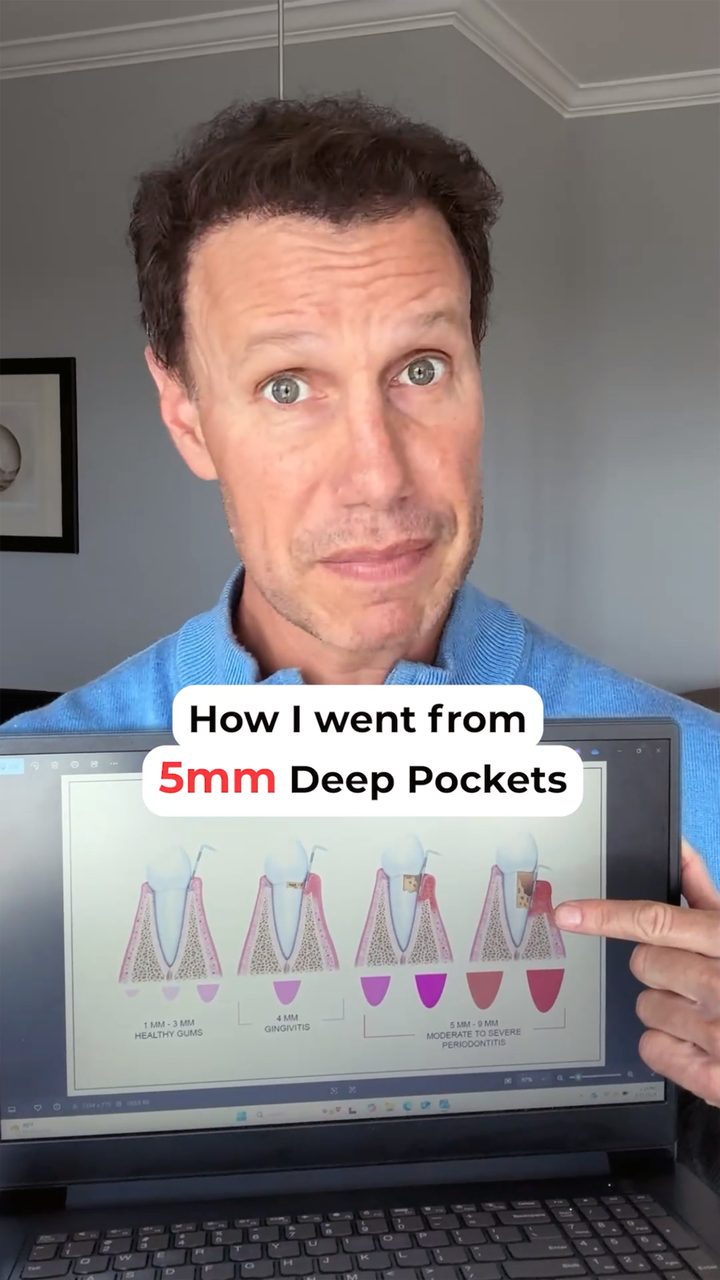 How I went from
5mm Deep Pockets
1 MM - 3 MM
HEALTHY GUMS
4 MM
GINGIVITIS
5 MM - 9 MM
MODERATE TO SEVERE
PERIODONTITIS